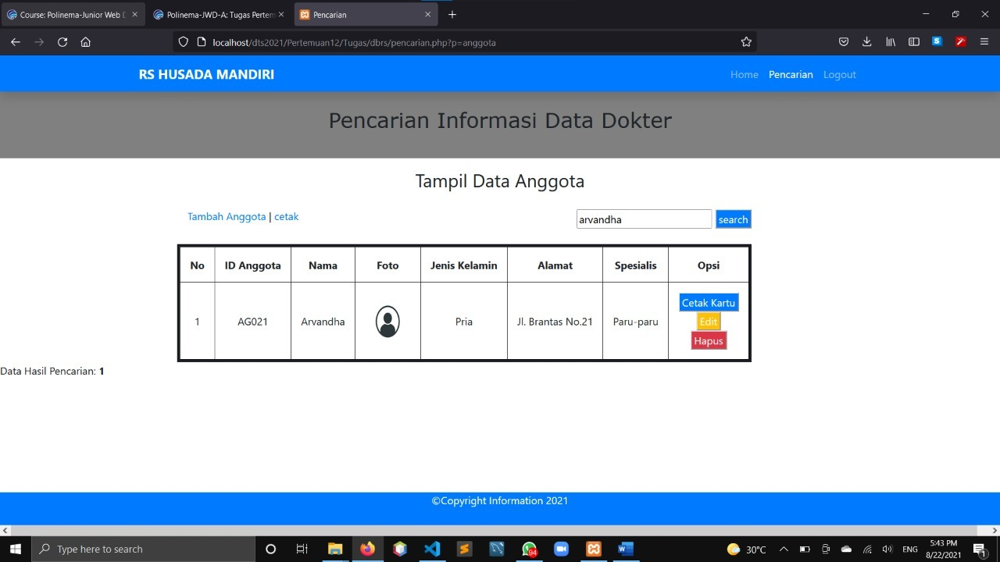 Course: Polinema-Junior Web D
Polinema-JWD-A: Tugas Pertem
Pencarian
localhost/dts2021/Pertemuan12/Tugas/dbrs/pencarian.php?p=anggota
RS HUSADA MANDIRI
Home Pencarian Logout
Pencarian Informasi Data Dokter
Tampil Data Anggota
Tambah Anggota | cetak
arvandha search
No ID Anggota Nama Foto Jenis Kelamin Alamat Spesialis Opsi
1 AG021 Arvandha Pria Jl. Brantas No.21 Paru-paru
Cetak Kartu
Edit
Hapus
Data Hasil Pencarian: 1
©Copyright Information 2021
Type here to search
94
30°C
ENG
5:43 PM
8/22/2021
1